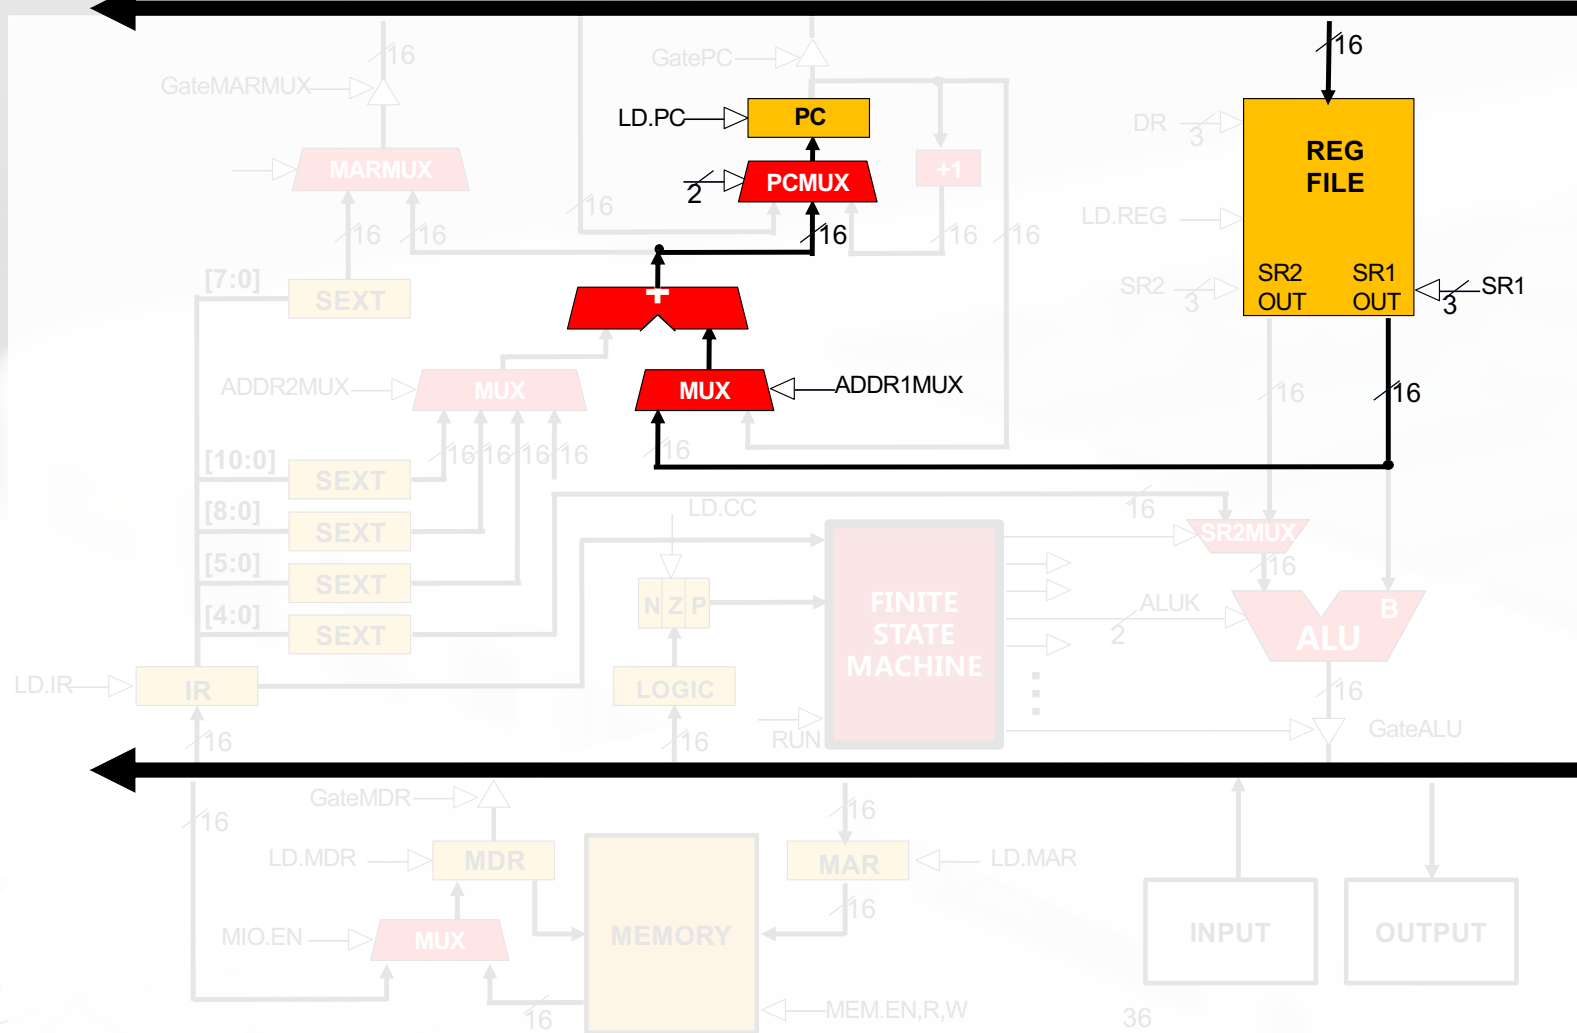 16
16
GatePC
GateMARMUX
LD.PC
PC
DR
3
REG
FILE
MARMUX
2
PCMUX
+1
16
16
16
16
16
16
LD.REG
[7:0]
SEXT
+
SR2
3
SR2
OUT
SR1
OUT
3
SR1
ADDR2MUX
MUX
MUX
ADDR1MUX
16
16
[10:0]
SEXT
16
16
16
16
16
[8:0]
SEXT
LD.CC
16
SR2MUX
16
[5:0]
SEXT
N Z P
FINITE
STATE
MACHINE
ALUK
2
B
ALU
[4:0]
SEXT
LD.IR
IR
LOGIC
16
16
16
RUN
GateALU
GateMDR
16
16
LD.MDR
MDR
MAR
LD.MAR
16
MIO.EN
MUX
MEMORY
INPUT
OUTPUT
16
MEM.EN,R,W
36